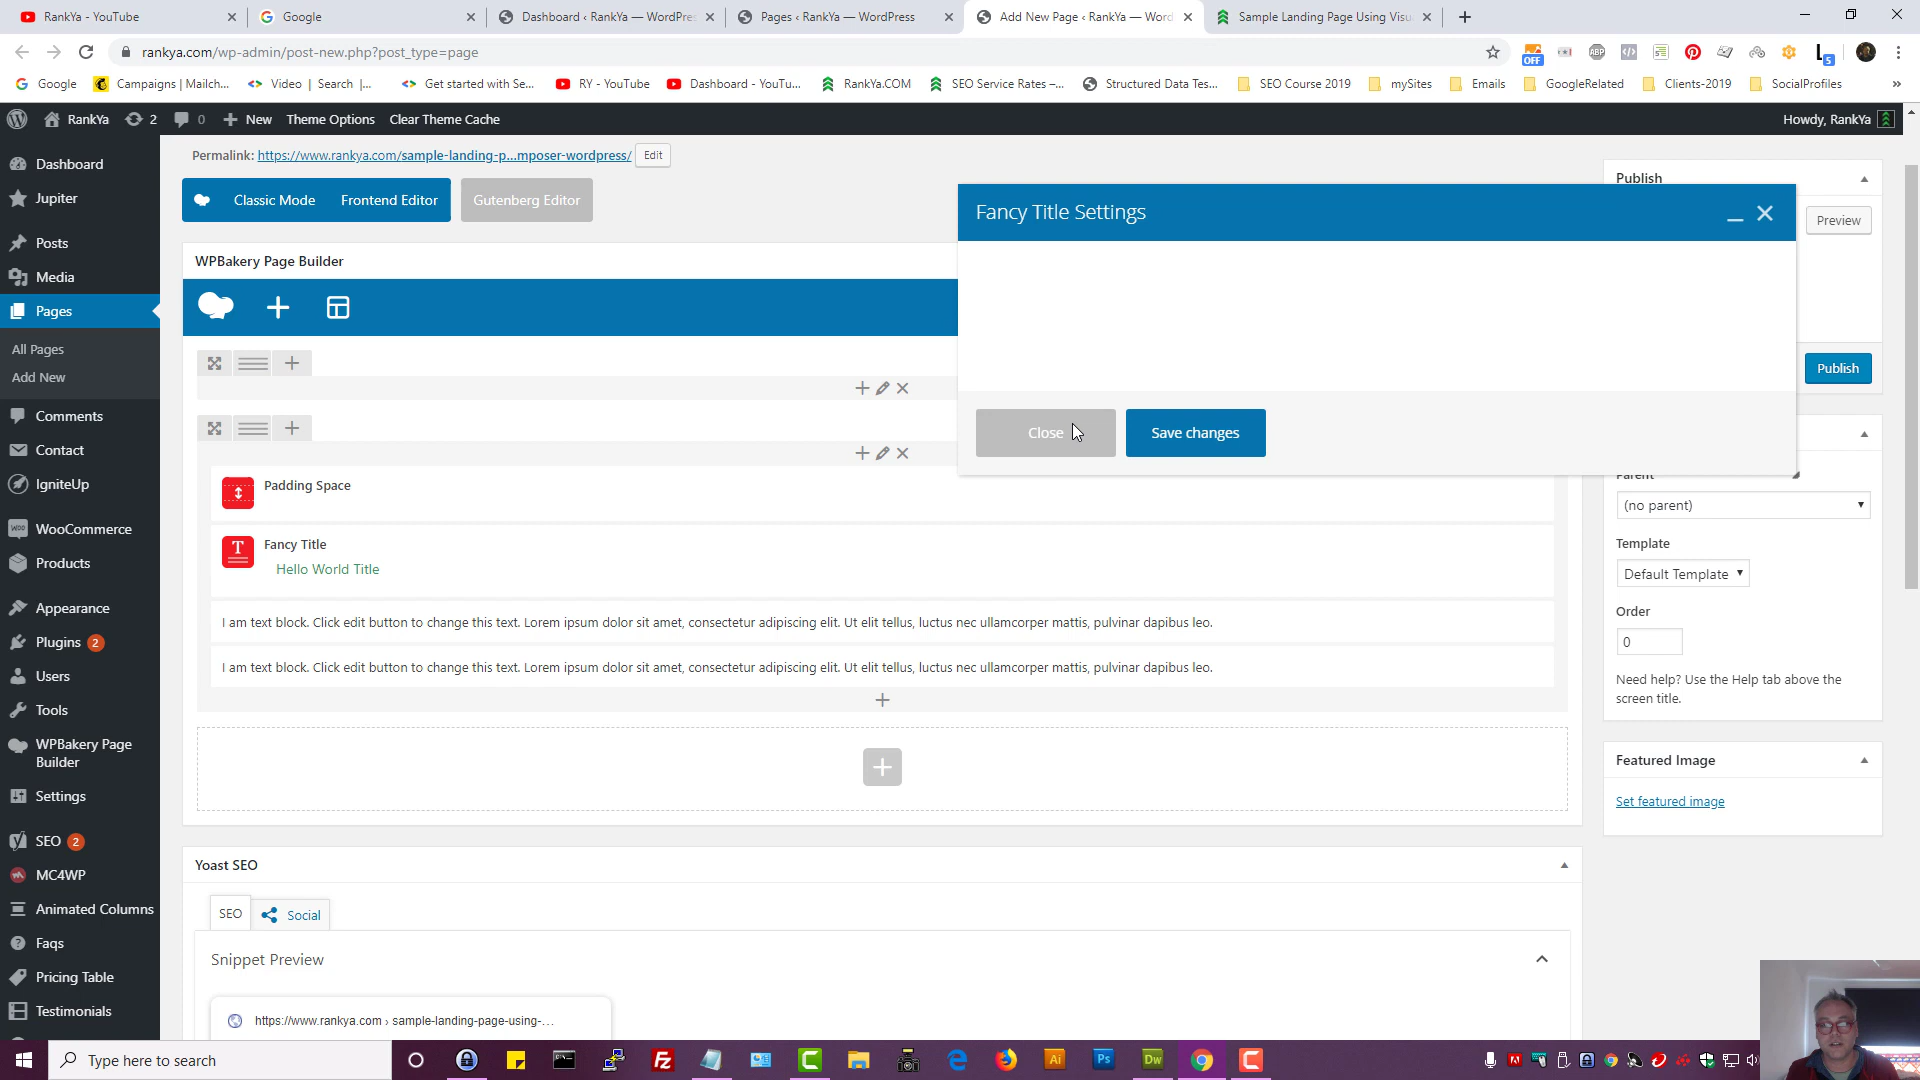 RankYa - YouTube
Google
Dashboard ‹ RankYa — WordPres
Pages ‹ RankYa — WordPress
Add New Page ‹ RankYa — Word
Sample Landing Page Using Visu
rankya.com/wp-admin/post-new.php?post_type=page
OFF
ABP
5
Google
Campaigns | Mailch...
Video | Search |...
Get started with Se...
RY - YouTube
Dashboard - YouTu...
RankYa.COM
SEO Service Rates –...
Structured Data Tes...
SEO Course 2019
mySites
Emails
GoogleRelated
Clients-2019
SocialProfiles
»
RankYa
2
0
New
Theme Options
Clear Theme Cache
Howdy, RankYa
Dashboard
Jupiter
Posts
Media
Pages
All Pages
Add New
Comments
Contact
IgniteUp
WooCommerce
Products
Appearance
Plugins 2
Users
Tools
WPBakery Page
Builder
Settings
SEO 2
MC4WP
Animated Columns
Faqs
Pricing Table
Testimonials
Permalink: https://www.rankya.com/sample-landing-p...mposer-wordpress/ Edit
Classic Mode
Frontend Editor
Gutenberg Editor
WPBakery Page Builder
Padding Space
Fancy Title
Hello World Title
I am text block. Click edit button to change this text. Lorem ipsum dolor sit amet, consectetur adipiscing elit. Ut elit tellus, luctus nec ullamcorper mattis, pulvinar dapibus leo.
I am text block. Click edit button to change this text. Lorem ipsum dolor sit amet, consectetur adipiscing elit. Ut elit tellus, luctus nec ullamcorper mattis, pulvinar dapibus leo.
Yoast SEO
SEO
Social
Snippet Preview
https://www.rankya.com › sample-landing-page-using-...
Fancy Title Settings
Close
Save changes
Publish
Preview
Publish
Parent
(no parent)
Template
Default Template
Order
0
Need help? Use the Help tab above the
screen title.
Featured Image
Set featured image
Type here to search
Fz
Ai
Ps
Dw